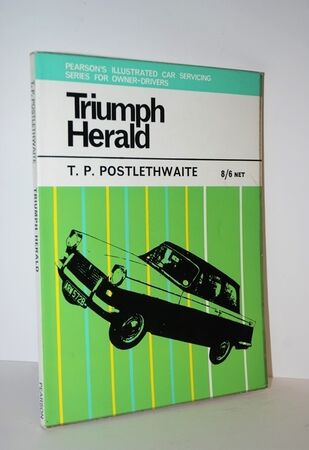 PEARSON'S ILLUSTRATED CAR SERVICING
SERIES FOR OWNER-DRIVERS
Triumph
Herald
T. P. POSTLETHWAITE 8/6 NET
T. P. POSTLETHWAITE TRIUMPH HERALD PEARSON